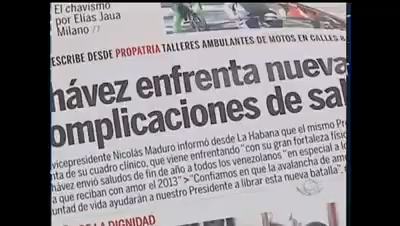 El chavismo
por Elías Jaua
Milano
ESCRIBE DESDE PROPATRIA TALLERES AMBULANTES DE MOTOS EN CALLES
hávez enfrenta nueva
omplicaciones de sal
vicepresidente Nicolás Maduro informó desde La Habana que el mismo Pr
nta de su cuadro clínico, que viene enfrentando "con su gran fortaleza físic
hávez envió saludos de fin de año a todos los venezolanos "en especial a lo
a que reciban con amor el 2013" > "Confiamos en que la avalancha de am
untad de vida ayudarán a nuestro Presidente a librar esta nueva batalla",
DE LA DIGNIDAD